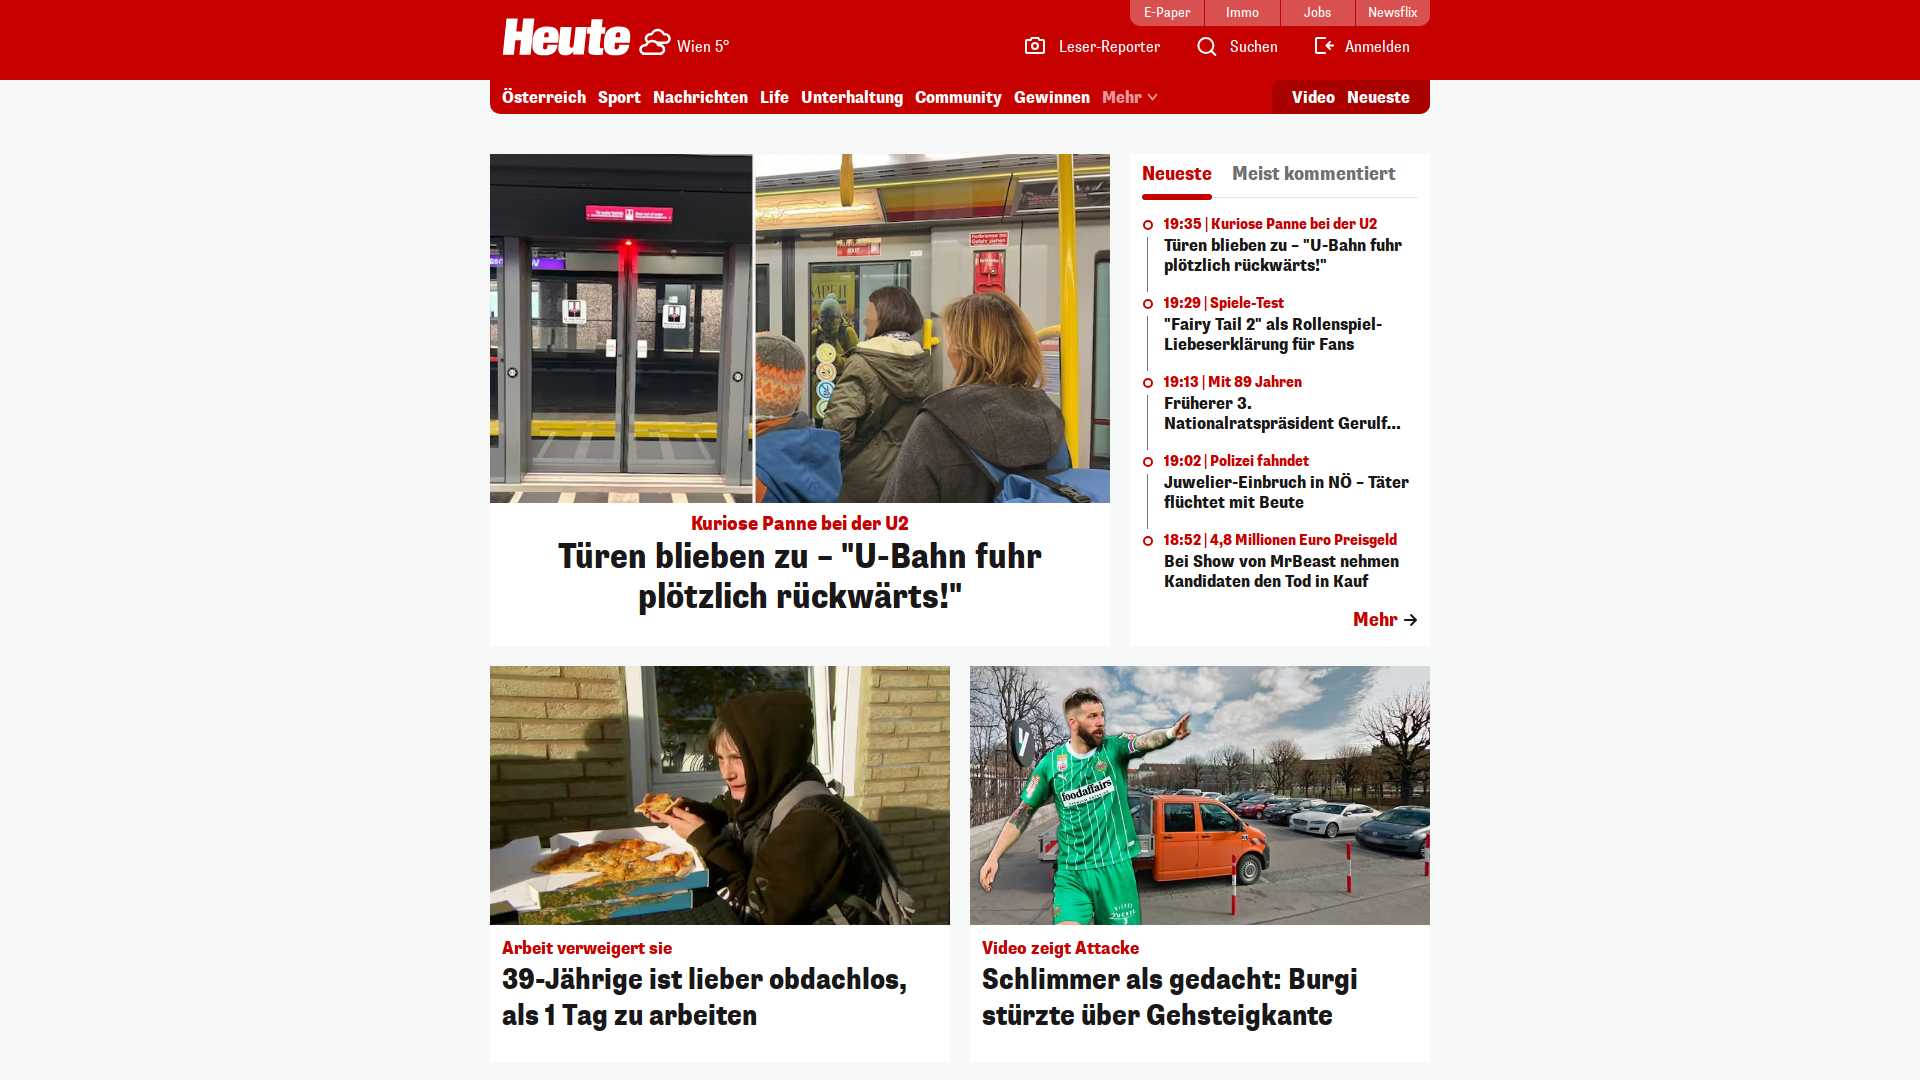 E-Paper
Immo
Jobs
Newsflix
Heute
Wien 5°
Leser-Reporter
Suchen
Anmelden
Österreich
Sport
Nachrichten
Life
Unterhaltung
Community
Gewinnen
Mehr
Video
Neueste
Kuriose Panne bei der U2
Türen blieben zu – "U-Bahn fuhr
plötzlich rückwärts!"
Neueste
Meist kommentiert
19:35 | Kuriose Panne bei der U2
Türen blieben zu – "U-Bahn fuhr
plötzlich rückwärts!"
19:29 | Spiele-Test
"Fairy Tail 2" als Rollenspiel-
Liebeserklärung für Fans
19:13 | Mit 89 Jahren
Früherer 3.
Nationalratspräsident Gerulf...
19:02 | Polizei fahndet
Juwelier-Einbruch in NÖ – Täter
flüchtet mit Beute
18:52 | 4,8 Millionen Euro Preisgeld
Bei Show von MrBeast nehmen
Kandidaten den Tod in Kauf
Mehr
foodaffairs
Arbeit verweigert sie
39-Jährige ist lieber obdachlos,
als 1 Tag zu arbeiten
Video zeigt Attacke
Schlimmer als gedacht: Burgi
stürzte über Gehsteigkante